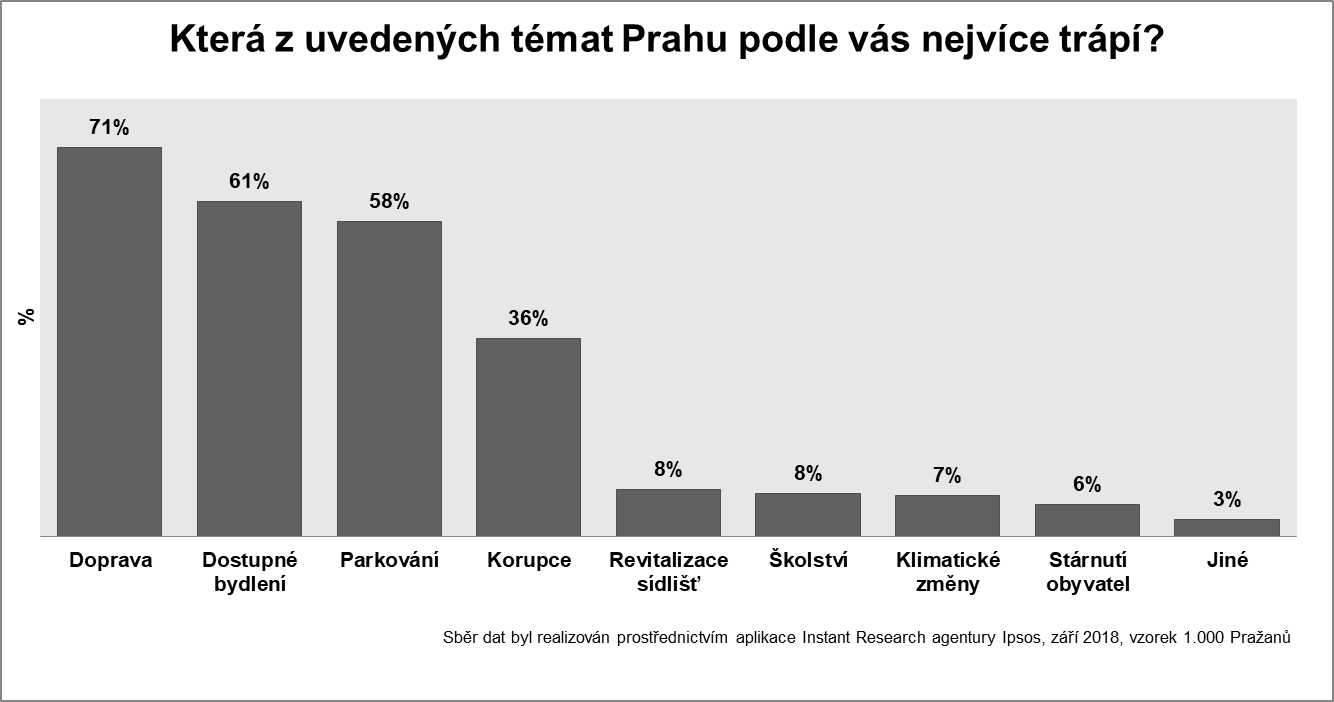 Která z uvedených témat Prahu podle vás nejvíce trápí?
71%
61%
58%
36%
8%
8%
7%
6%
3%
%
Doprava
Dostupné
bydlení
Parkování
Korupce
Revitalizace
sídlišť
Školství
Klimatické
změny
Stárnutí
obyvatel
Jiné
Sběr dat byl realizován prostřednictvím aplikace Instant Research agentury Ipsos, září 2018, vzorek 1.000 Pražanů